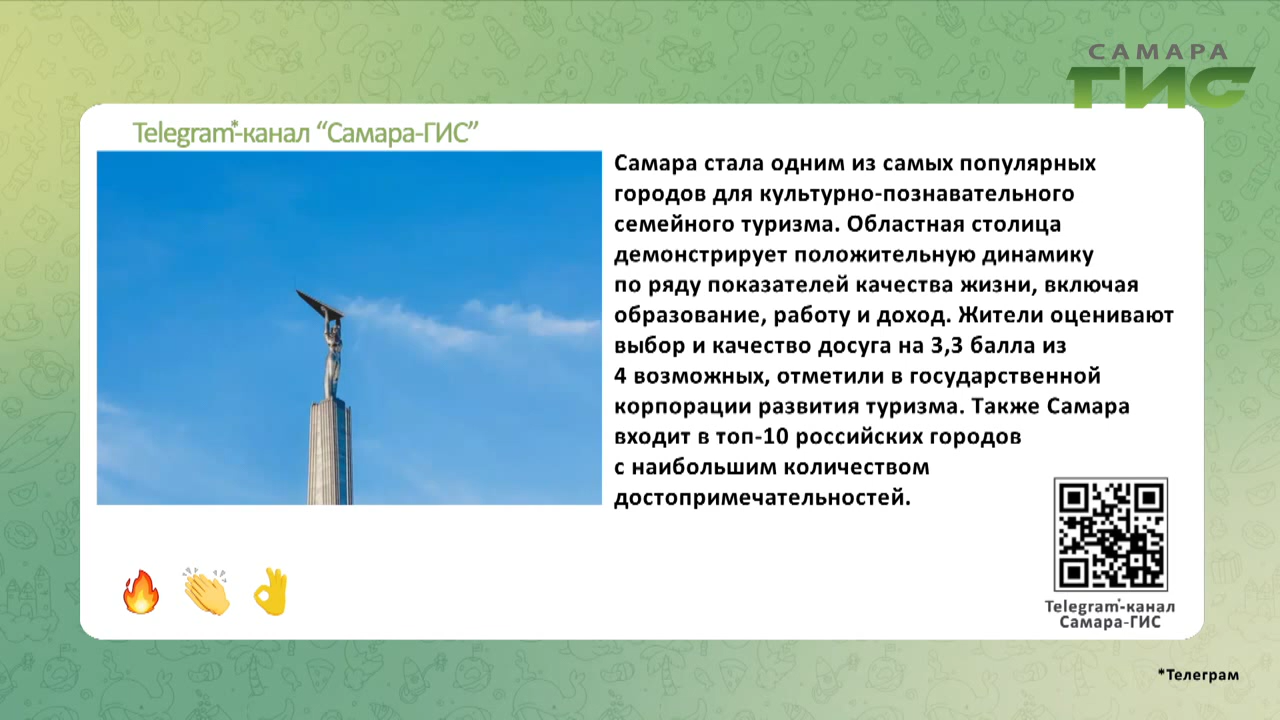 САМАРА
ГИС
Telegram*-канал “Самара-ГИС”
Самара стала одним из самых популярных
городов для культурно-познавательного
семейного туризма. Областная столица
демонстрирует положительную динамику
по ряду показателей качества жизни, включая
образование, работу и доход. Жители оценивают
выбор и качество досуга на 3,3 балла из
4 возможных, отметили в государственной
корпорации развития туризма. Также Самара
входит в топ-10 российских городов
с наибольшим количеством
достопримечательностей.
Telegram*-канал
Самара-ГИС
*Телеграм